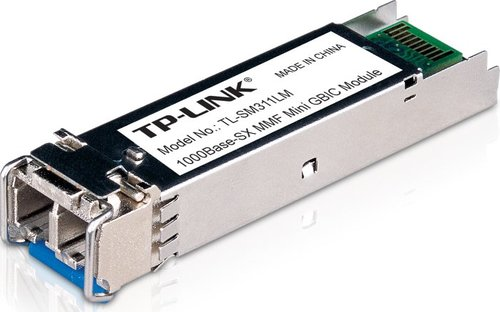 MADE IN CHINA
TP-LINK
Model No.: TL-SM311LM
1000Base-SX MMF Mini GBIC Module